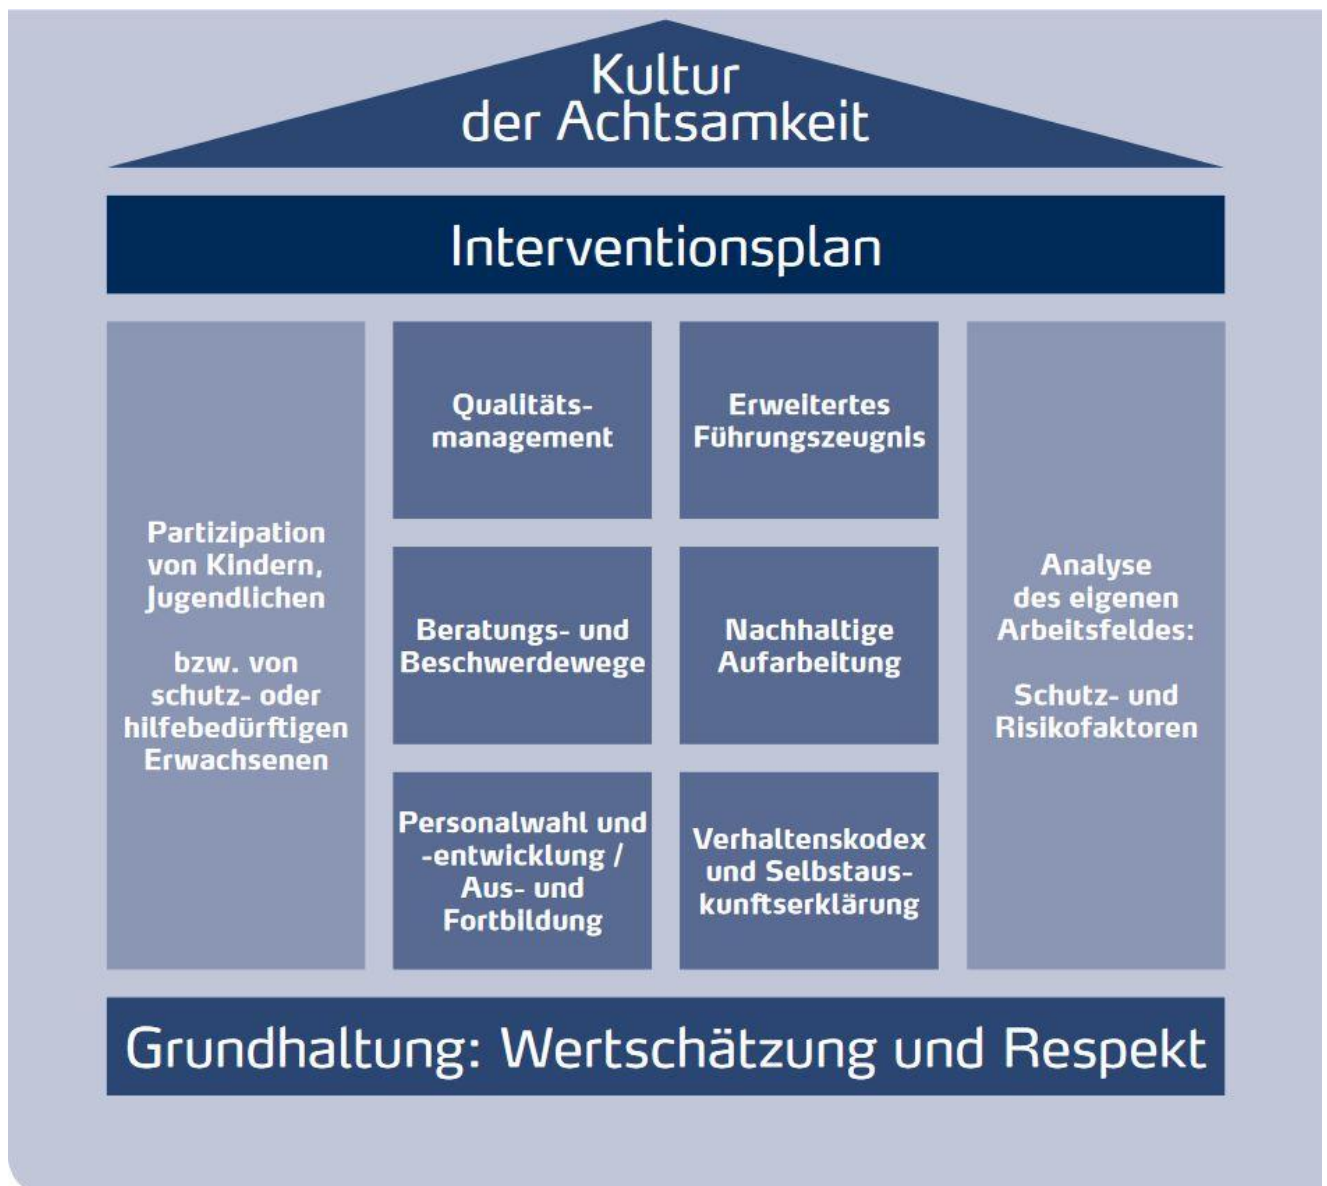 Kultur
der Achtsamkeit
Interventionsplan
Partizipation
von Kindern,
Jugendlichen
bzw. von
schutz- oder
hilfebedürftigen
Erwachsenen
Qualitäts-
management
Erweitertes
Führungszeugnis
Beratungs- und
Beschwerdewege
Nachhaltige
Aufarbeitung
Personalwahl und
-entwicklung /
Aus- und
Fortbildung
Verhaltenskodex
und Selbstaus-
kunftserklärung
Analyse
des eigenen
Arbeitsfeldes:
Schutz- und
Risikofaktoren
Grundhaltung: Wertschätzung und Respekt